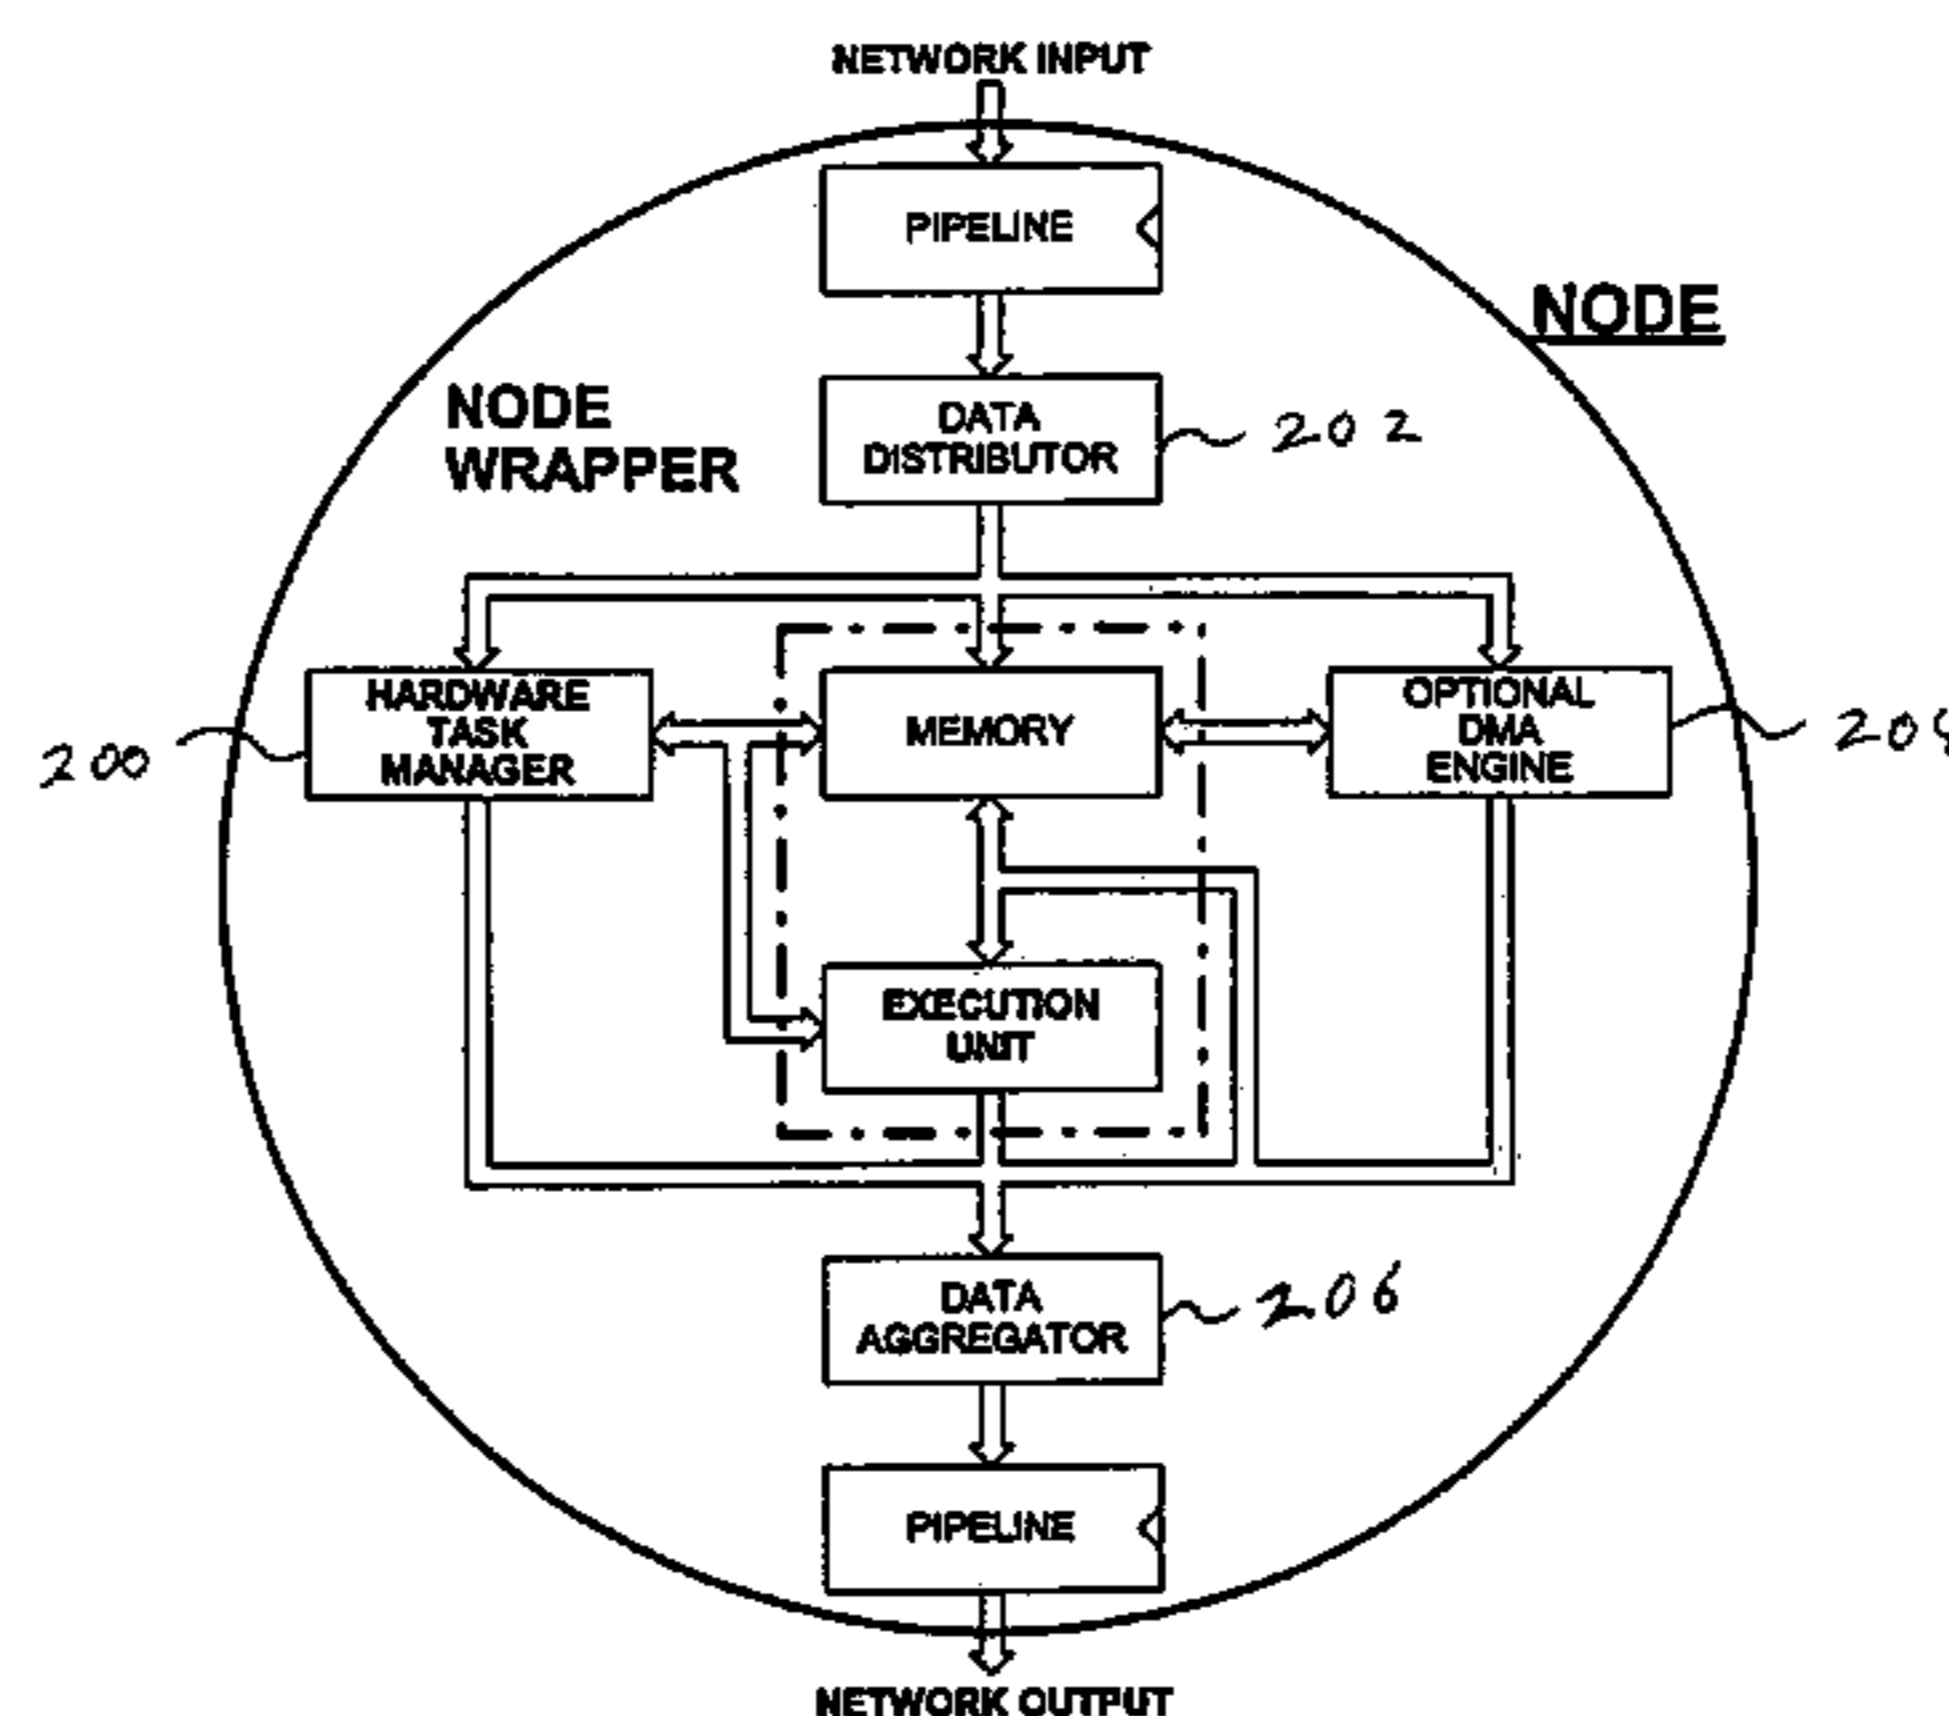 NETWORK INPUT
PIPELINE
NODE
NODE
WRAPPER
DATA
DISTRIBUTOR
202
HARDWARE
TASK
MANAGER
200
MEMORY
OPTIONAL
DMA
ENGINE
EXECUTION
UNIT
DATA
AGGREGATOR
206
PIPELINE
NETWORK OUTPUT